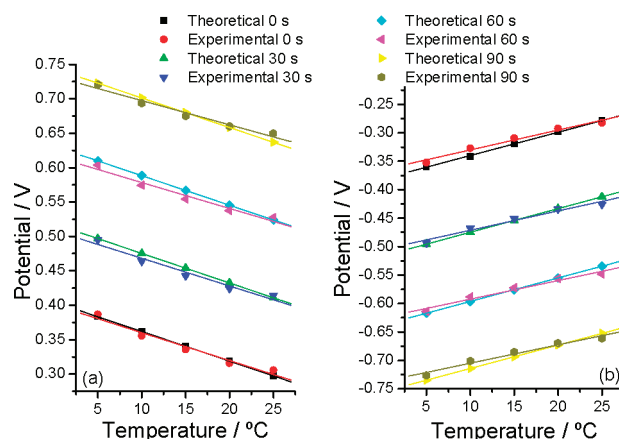 Theoretical 0 s
Experimental 0 s
Theoretical 30 s
Experimental 30 s
Theoretical 60 s
Experimental 60 s
Theoretical 90 s
Experimental 90 s
Potential / V
0.75
0.70
0.65
0.60
0.55
0.50
0.45
0.40
0.35
0.30
(a)
5 10 15 20 25
Temperature / ºC
Potential / V
-0.25
-0.30
-0.35
-0.40
-0.45
-0.50
-0.55
-0.60
-0.65
-0.70
-0.75
(b)
5 10 15 20 25
Temperature / ºC